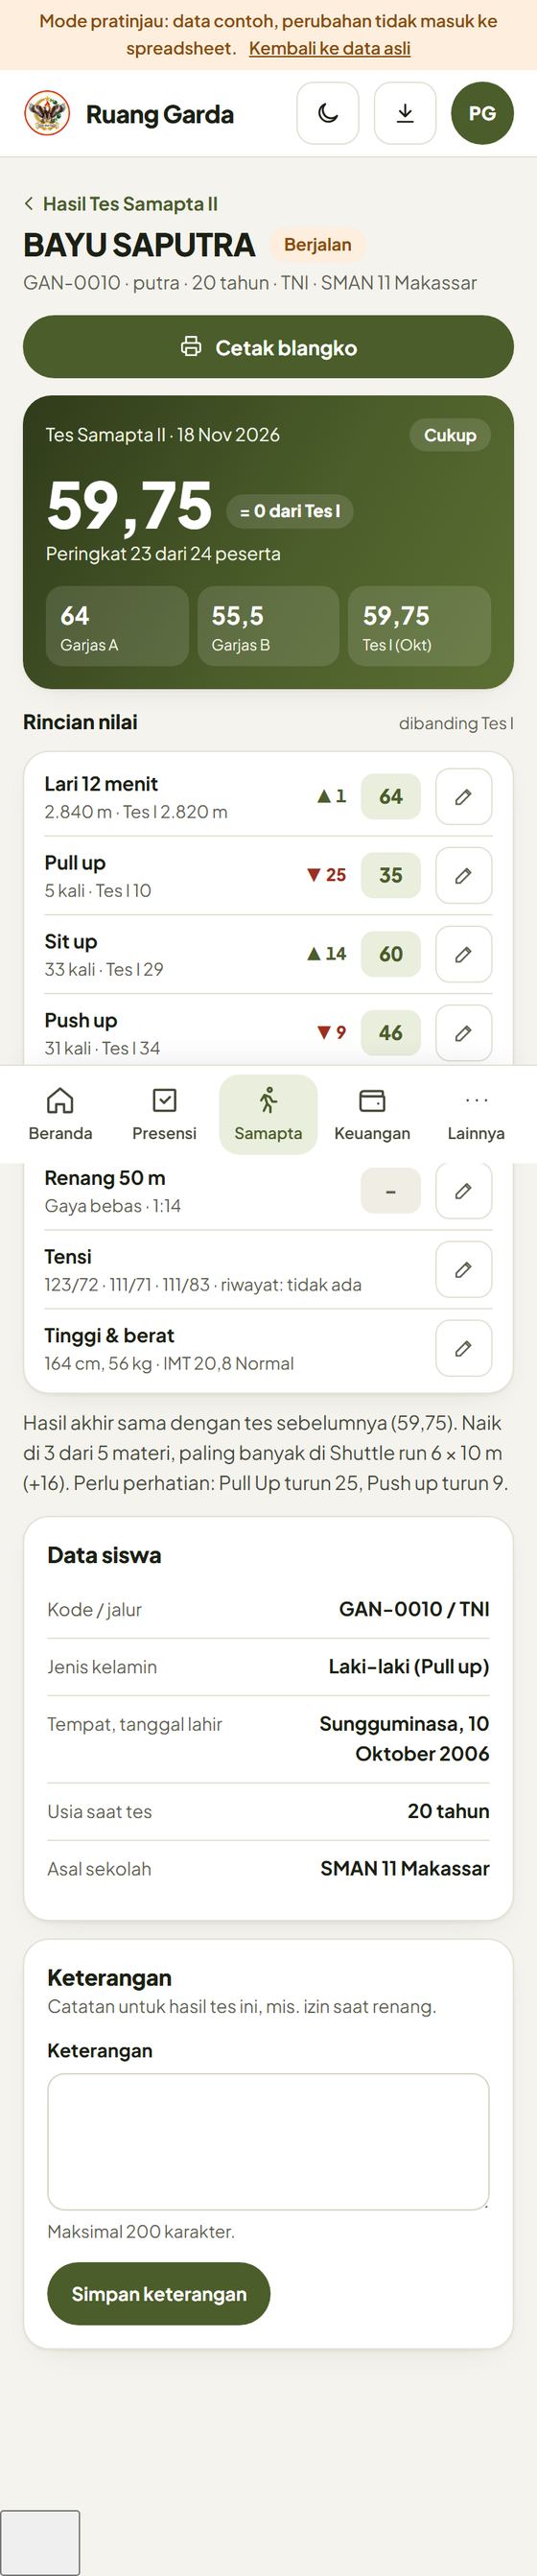 Mode pratinjau: data contoh, perubahan tidak masuk ke
spreadsheet. Kembali ke data asli
Ruang Garda
PG
Hasil Tes Samapta II
BAYU SAPUTRA
Berjalan
GAN-0010 · putra · 20 tahun · TNI · SMAN 11 Makassar
Cetak blangko
Tes Samapta II · 18 Nov 2026
Cukup
59,75
= 0 dari Tes I
Peringkat 23 dari 24 peserta
64
Garjas A
55,5
Garjas B
59,75
Tes I (Okt)
Rincian nilai
dibanding Tes I
Lari 12 menit
2.840 m · Tes I 2.820 m
▲ 1
64
Pull up
5 kali · Tes I 10
▼ 25
35
Sit up
33 kali · Tes I 29
▲ 14
60
Push up
31 kali · Tes I 34
▼ 9
46
Beranda
Presensi
Samapta
Keuangan
Lainnya
Renang 50 m
Gaya bebas · 1:14
–
Tensi
123/72 · 111/71 · 111/83 · riwayat: tidak ada
Tinggi & berat
164 cm, 56 kg · IMT 20,8 Normal
Hasil akhir sama dengan tes sebelumnya (59,75). Naik
di 3 dari 5 materi, paling banyak di Shuttle run 6 × 10 m
(+16). Perlu perhatian: Pull Up turun 25, Push up turun 9.
Data siswa
Kode / jalur
GAN-0010 / TNI
Jenis kelamin
Laki-laki (Pull up)
Tempat, tanggal lahir
Sungguminasa, 10
Oktober 2006
Usia saat tes
20 tahun
Asal sekolah
SMAN 11 Makassar
Keterangan
Catatan untuk hasil tes ini, mis. izin saat renang.
Keterangan
Maksimal 200 karakter.
Simpan keterangan